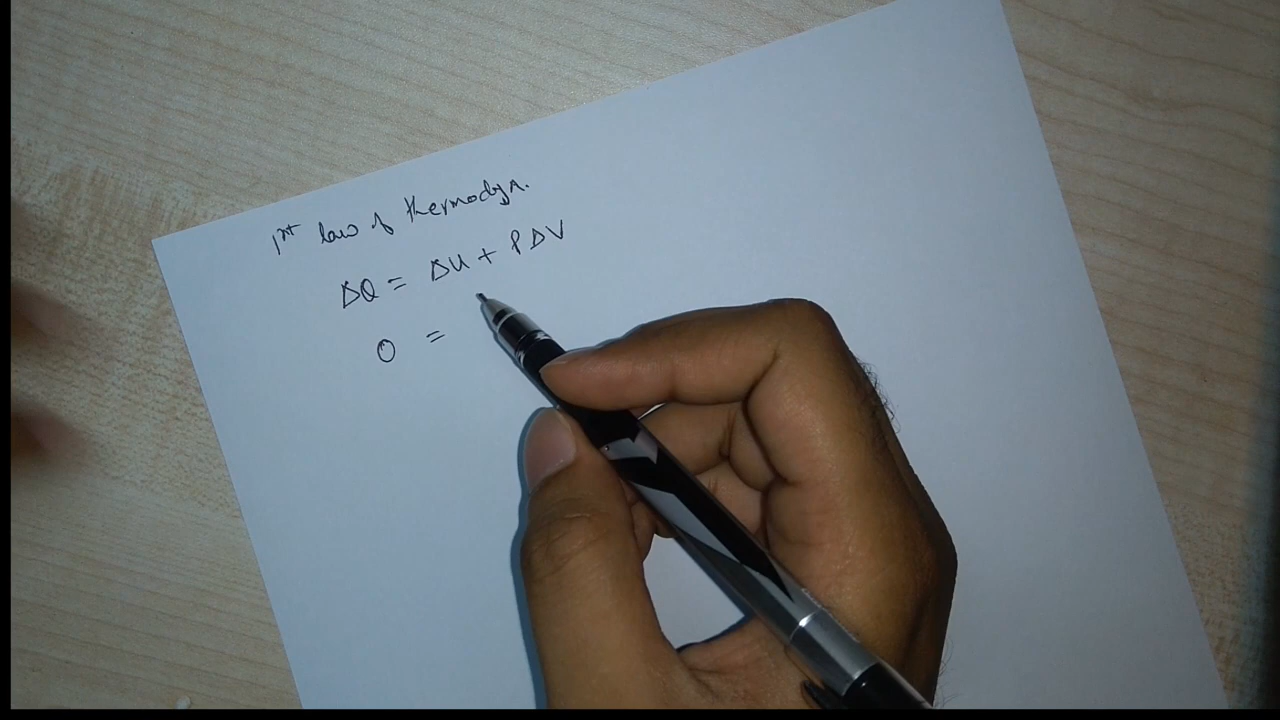 1st law of thermodyn.
ΔQ = ΔU + PΔV
0 =